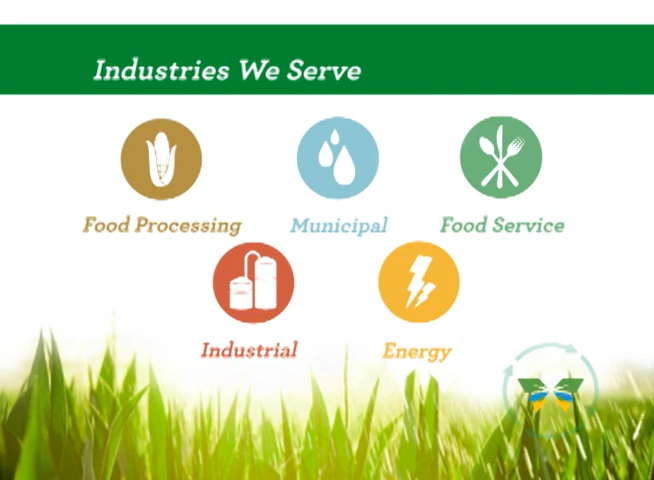 Industries We Serve
Food Processing
Municipal
Food Service
Industrial
Energy